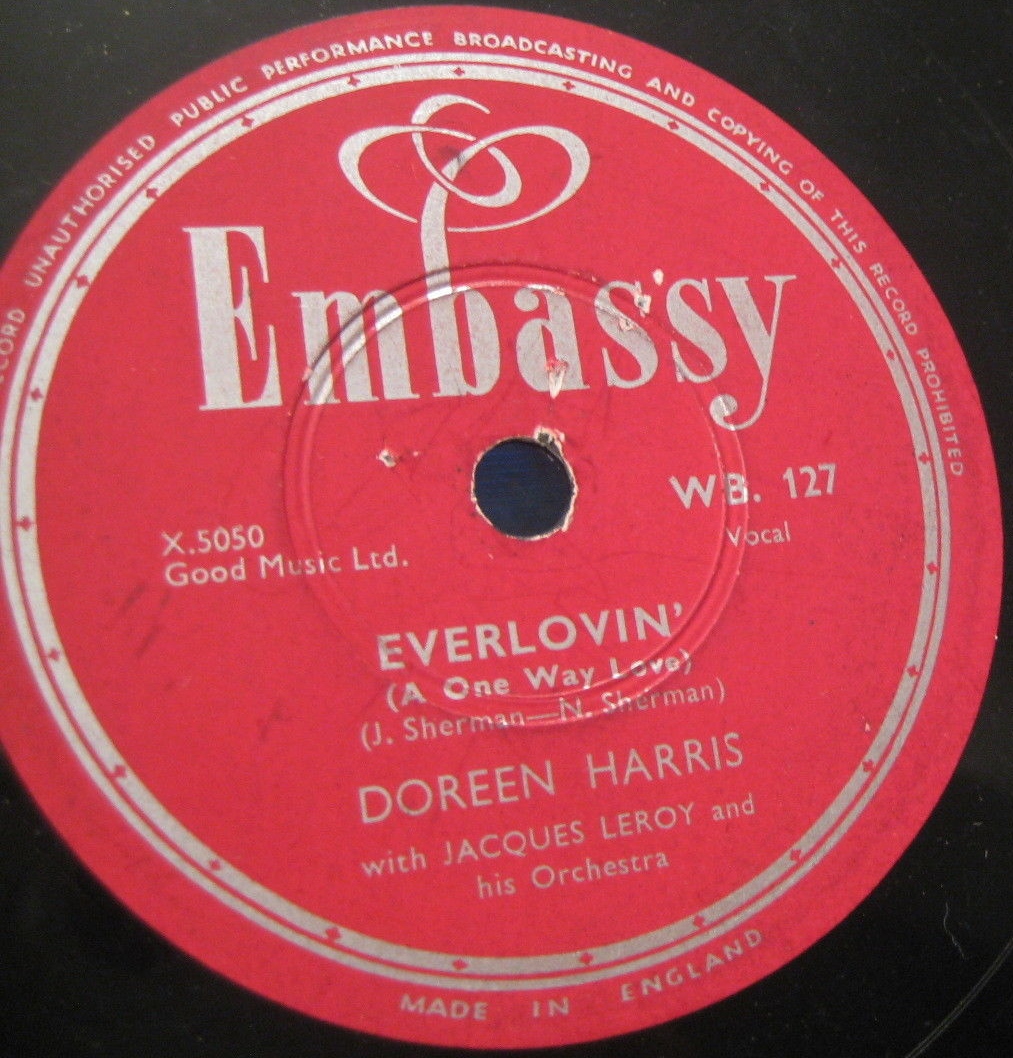 RECORD UNAUTHORISED PUBLIC PERFORMANCE BROADCASTING AND COPYING OF THIS RECORD PROHIBITED
Embassy
WB. 127
Vocal
X.5050
Good Music Ltd.
EVERLOVIN'
(A One Way Love)
(J. Sherman—N. Sherman)
DOREEN HARRIS
with JACQUES LEROY and
his Orchestra
MADE IN ENGLAND